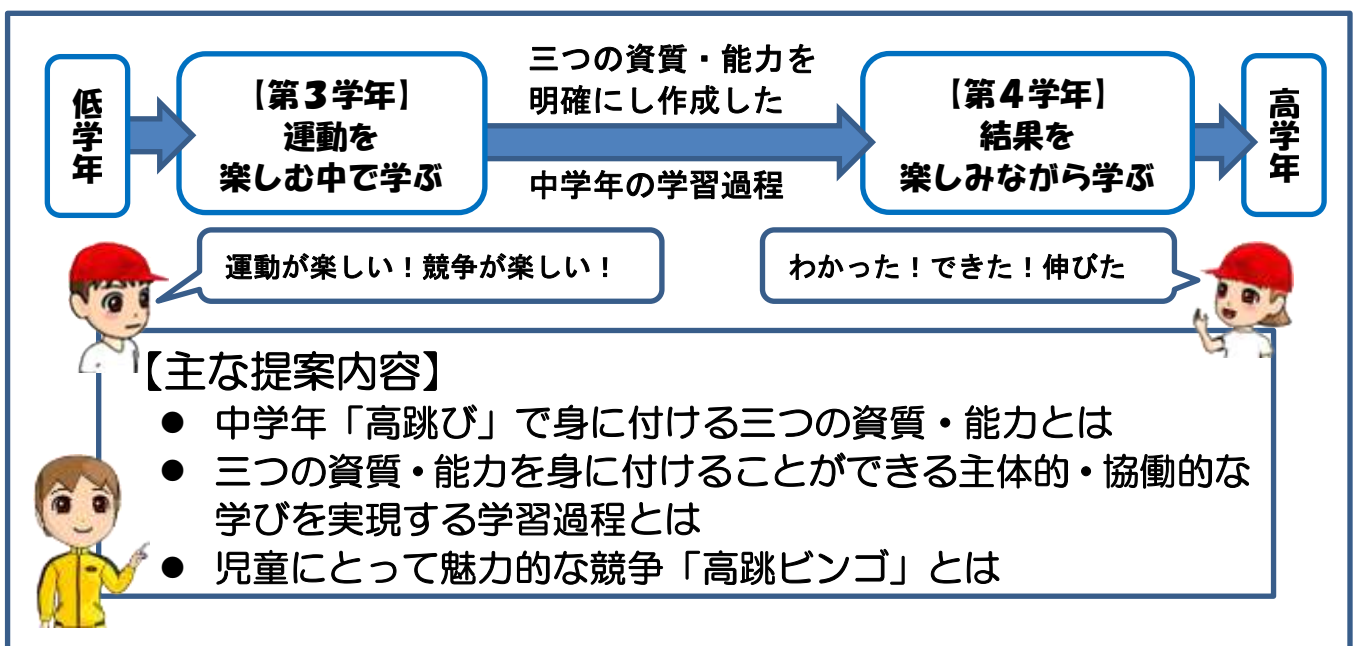 低学年
【第3学年】
運動を
楽しむ中で学ぶ
三つの資質・能力を
明確にし作成した
中学年の学習過程
【第4学年】
結果を
楽しみながら学ぶ
高学年
運動が楽しい！競争が楽しい！
わかった！できた！伸びた
【主な提案内容】
● 中学年「高跳び」で身に付ける三つの資質・能力とは
● 三つの資質・能力を身に付けることができる主体的・協働的な
学びを実現する学習過程とは
● 児童にとって魅力的な競争「高跳ビンゴ」とは